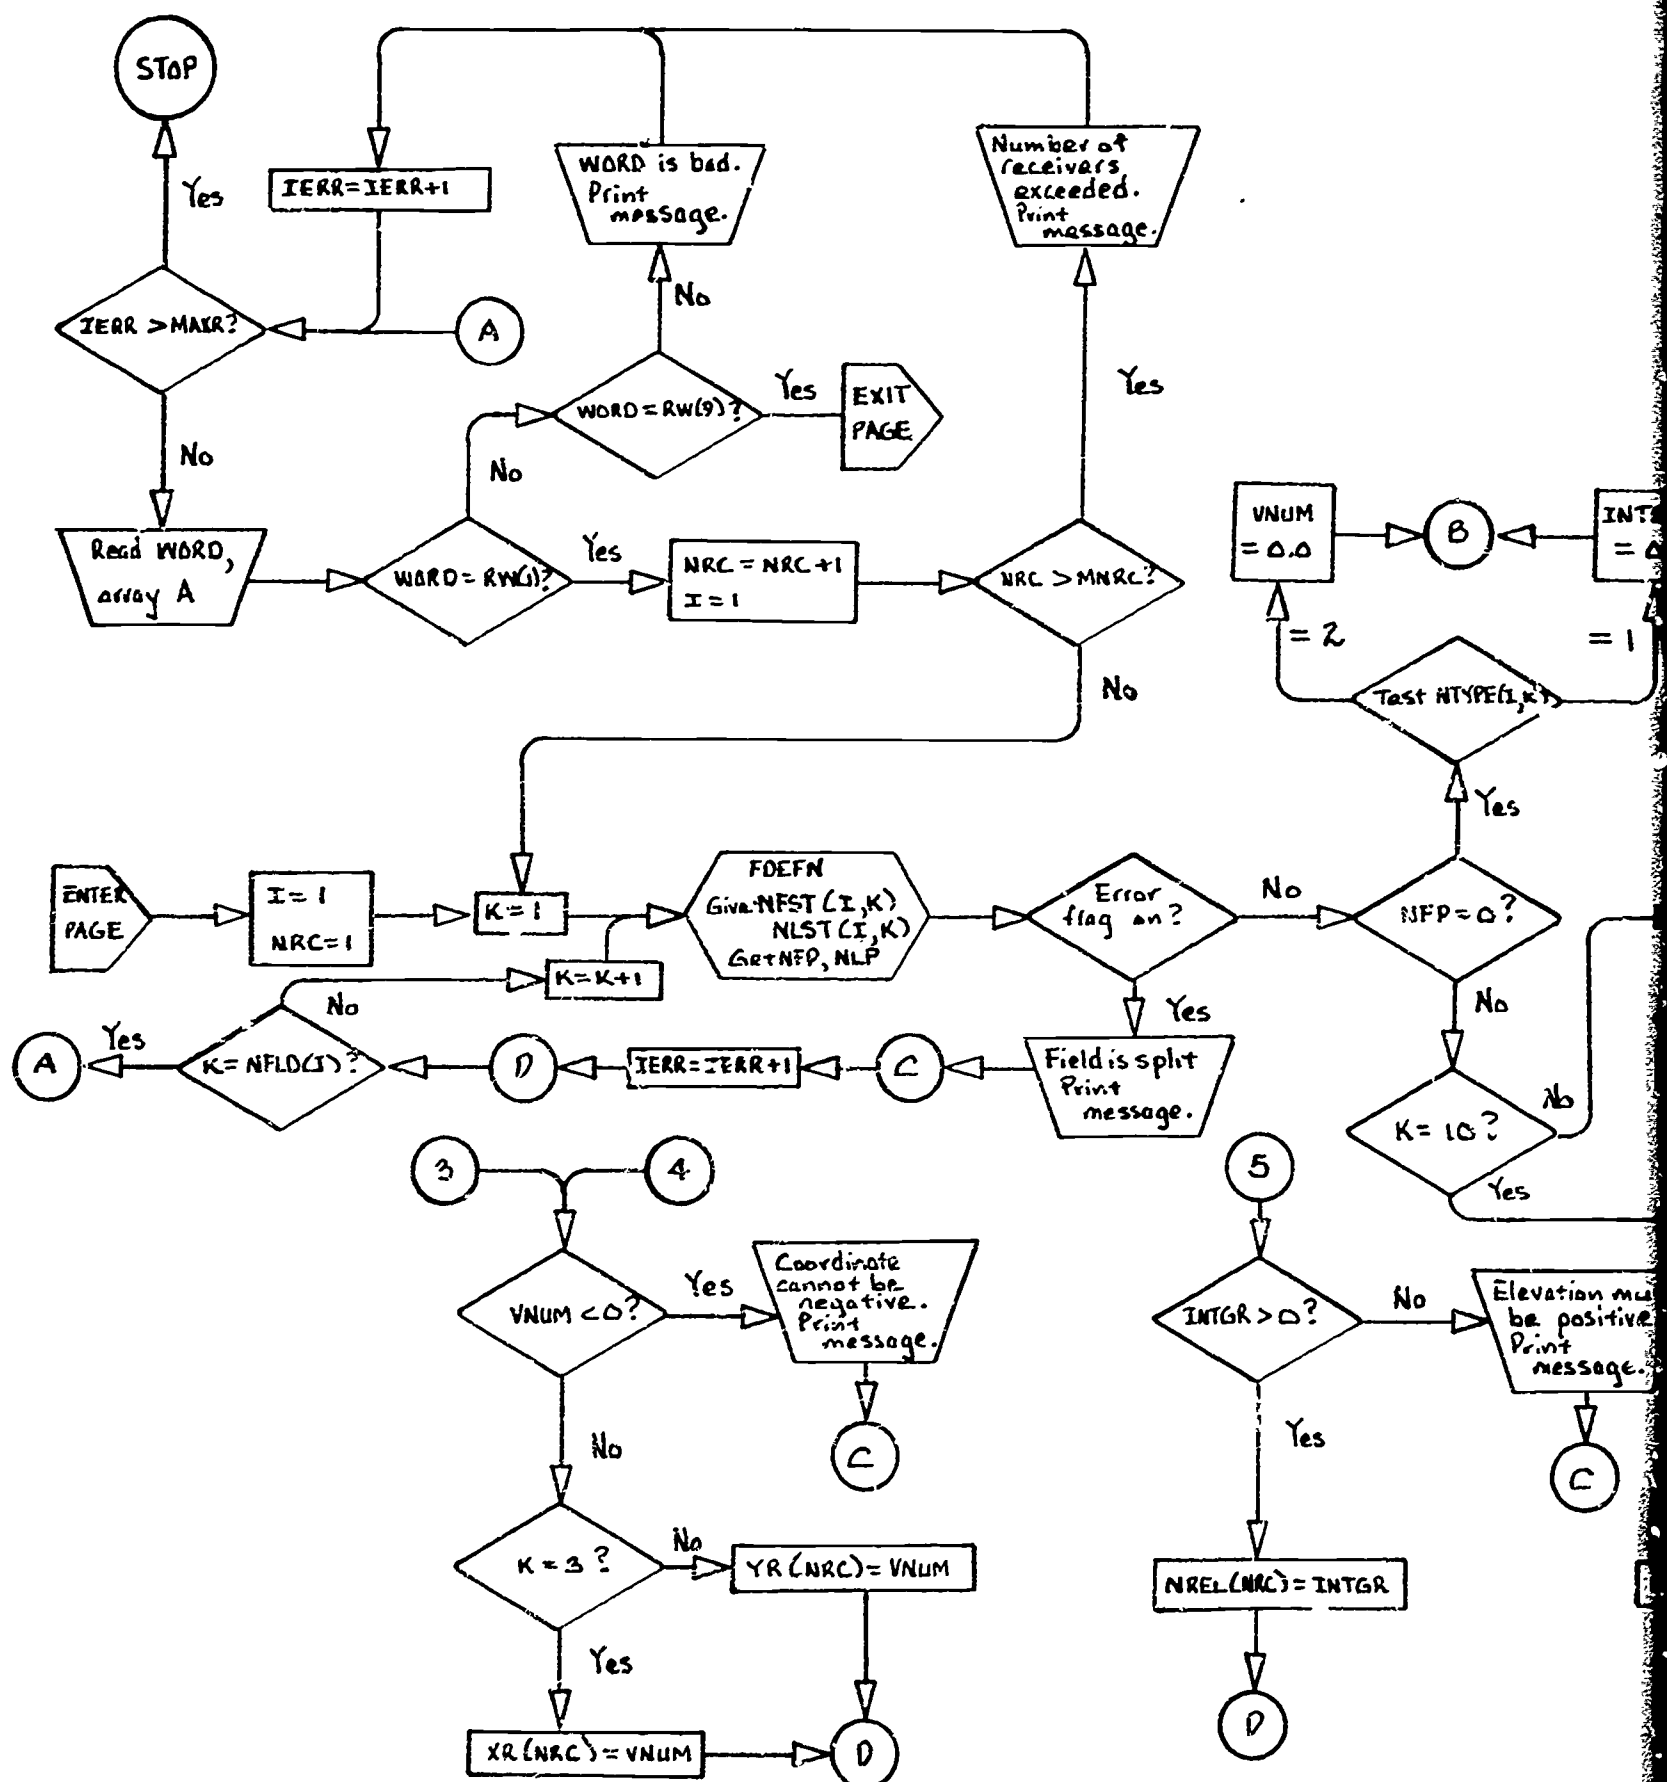 STOP
Yes
IERR=IERR+1
WORD is bad.
Print
message.
Number of
receivers
exceeded.
Print
message.
No
A
Yes
WORD=RW(9)?
Yes
EXIT
PAGE
No
No
Read WORD,
array A
Yes
NRC=NRC+1
I=1
NRC>MNRC?
No
VNUM
=0.0
B
=2
=1
Test NTYPE(I,K)
Yes
ENTER
PAGE
I=1
NRC=1
K=1
FDEFN
Give NFST(I,K)
NLST(I,K)
Get NFP, NLP
Error
flag on?
No
NFP=0?
K=K+1
No
Yes
No
A
Yes
K=NFLD(I)?
D
IERR=IERR+1
C
Field is split
Print
message.
K=10?
No
Yes
3
4
5
VNUM<0?
Yes
Coordinate
cannot be
negative.
Print
message.
INTGR>0?
No
Elevation
be positive
Print
message.
No
C
Yes
C
K=3?
No
YR(NRC)=VNUM
NREL(NRC)=INTGR
Yes
XR(NRC)=VNUM
D
D